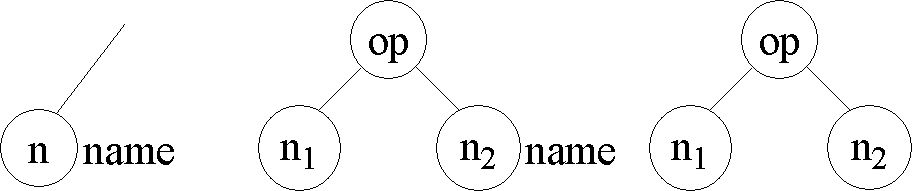 op op
n name n₁ n₂ name n₁ n₂